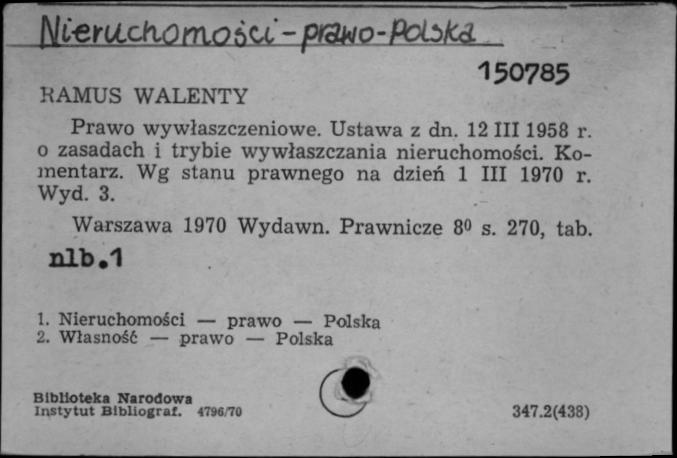 Nieruchomości - prawo - Polska
150785
RAMUS WALENTY
Prawo wywłaszczeniowe. Ustawa z dn. 12 III 1958 r.
o zasadach i trybie wywłaszczania nieruchomości. Ko-
mentarz. Wg stanu prawnego na dzień 1 III 1970 r.
Wyd. 3.
Warszawa 1970 Wydawn. Prawnicze 8⁰ s. 270, tab.
nlb.1
1. Nieruchomości — prawo — Polska
2. Własność — prawo — Polska
Biblioteka Narodowa
Instytut Bibliograf. 4796/70
347.2(438)